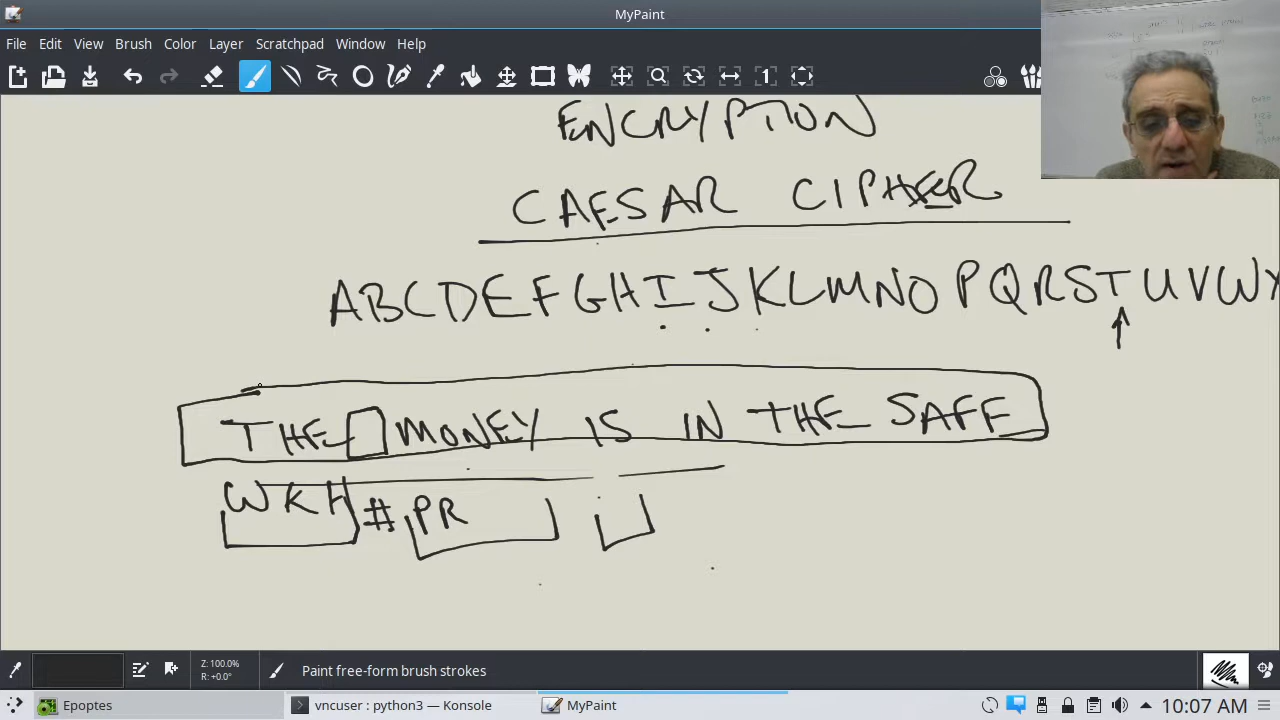 MyPaint
File Edit View Brush Color Layer Scratchpad Window Help
ENCRYPTION
CAESAR CIPHER
ABCDEFGHIJKLMNOPQRSTUVWX
THE MONEY IS IN THE SAFE
WKH#PR
Z: 100.0%
R: +0.0°
Paint free-form brush strokes
Epoptes
vncuser : python3 — Konsole
MyPaint
10:07 AM